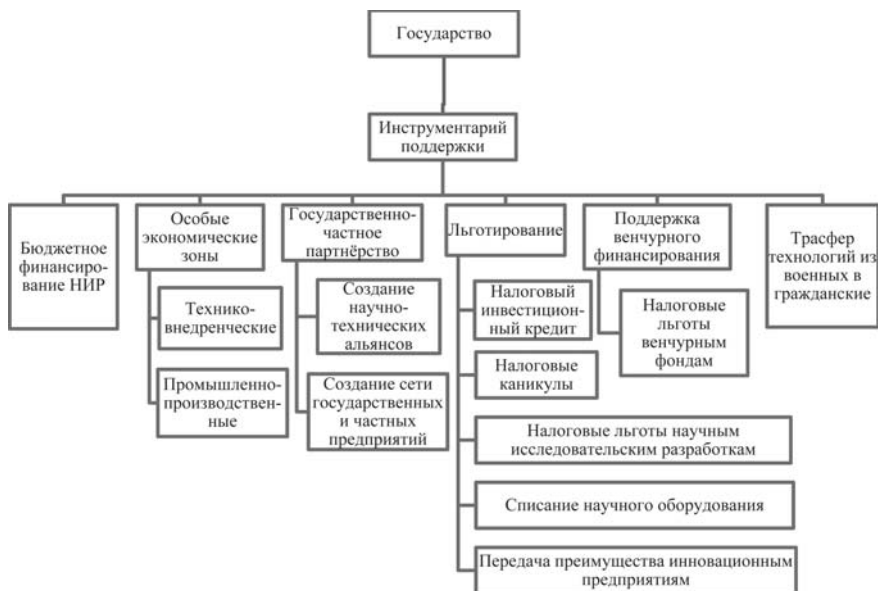 Государство
Инструментарий
поддержки
Бюджетное
финансиро-
вание НИР
Особые
экономические
зоны
Технико-
внедренческие
Промышленно-
производствен-
ные
Государственно-
частное
партнёрство
Создание
научно-
технических
альянсов
Создание сети
государственных
и частных
предприятий
Льготирование
Налоговый
инвестицион-
ный кредит
Налоговые
каникулы
Налоговые льготы научным
исследовательским разработкам
Списание научного оборудования
Передача преимущества инновационным
предприятиям
Поддержка
венчурного
финансирования
Налоговые
льготы
венчурным
фондам
Трасфер
технологий из
военных в
гражданские